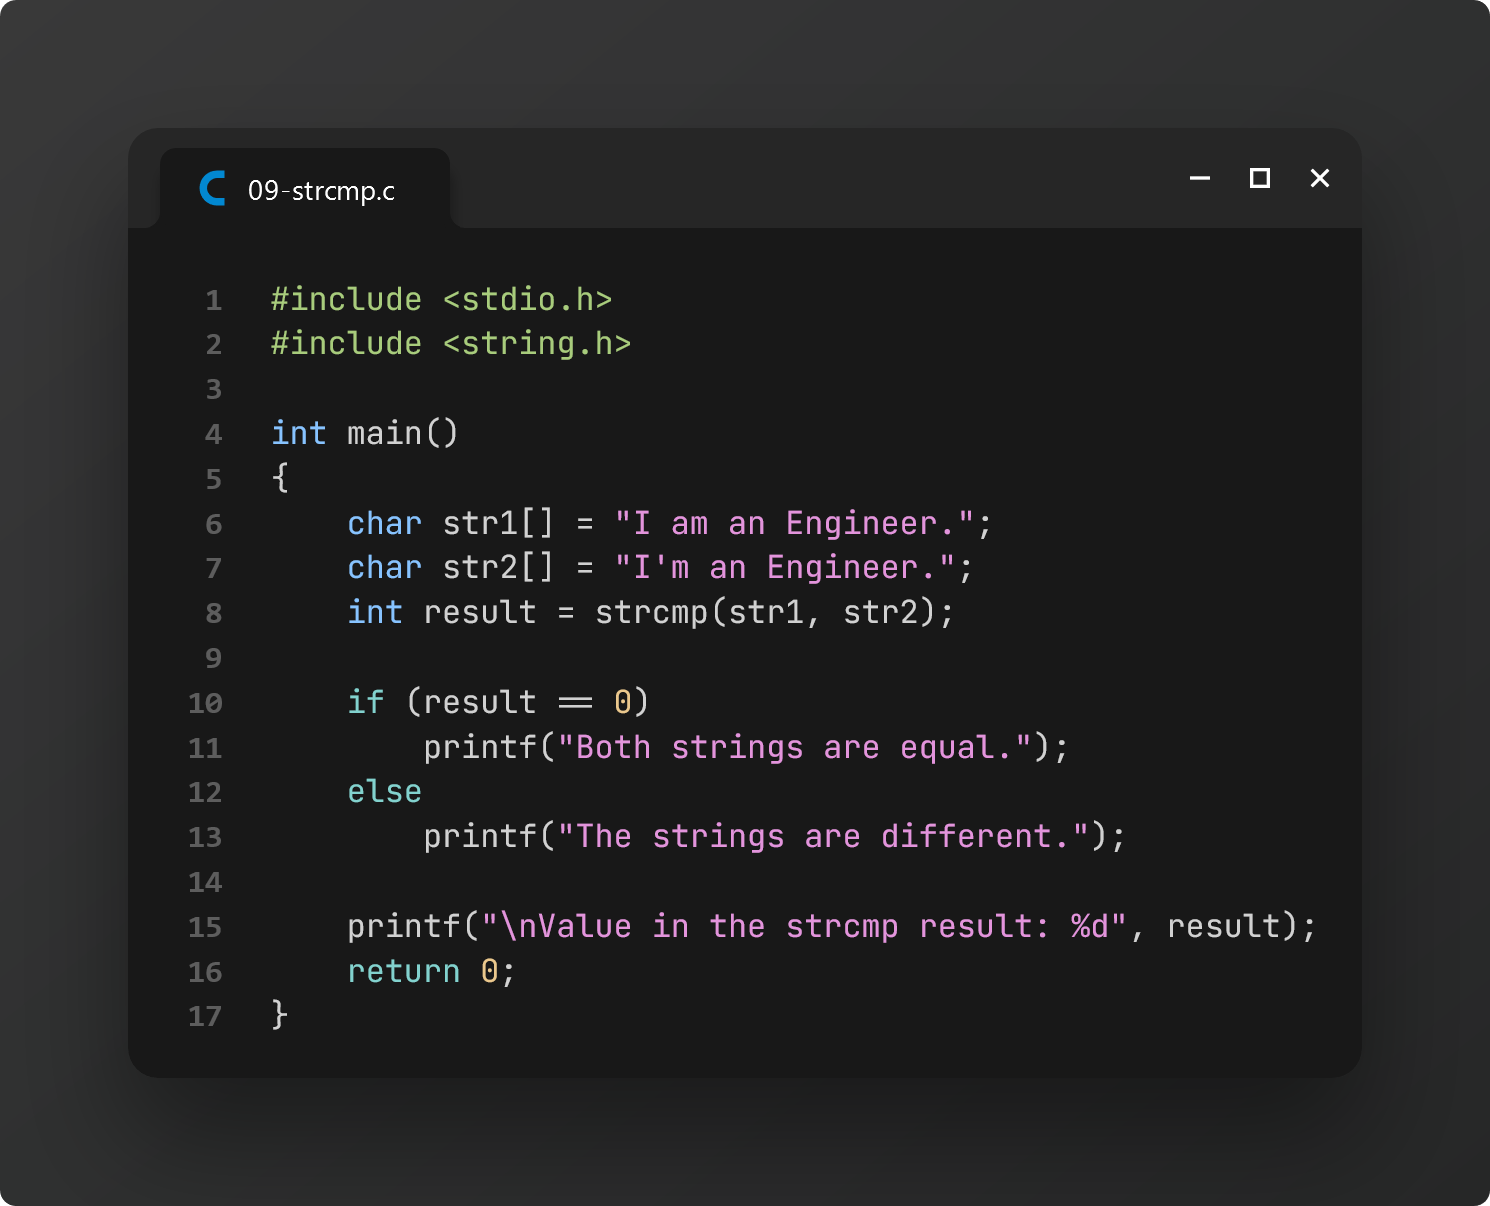 09-strcmp.c
1 #include <stdio.h>
2 #include <string.h>
3
4 int main()
5 {
6     char str1[] = "I am an Engineer.";
7     char str2[] = "I'm an Engineer.";
8     int result = strcmp(str1, str2);
9
10     if (result == 0)
11         printf("Both strings are equal.");
12     else
13         printf("The strings are different.");
14
15     printf("\nValue in the strcmp result: %d", result);
16     return 0;
17 }